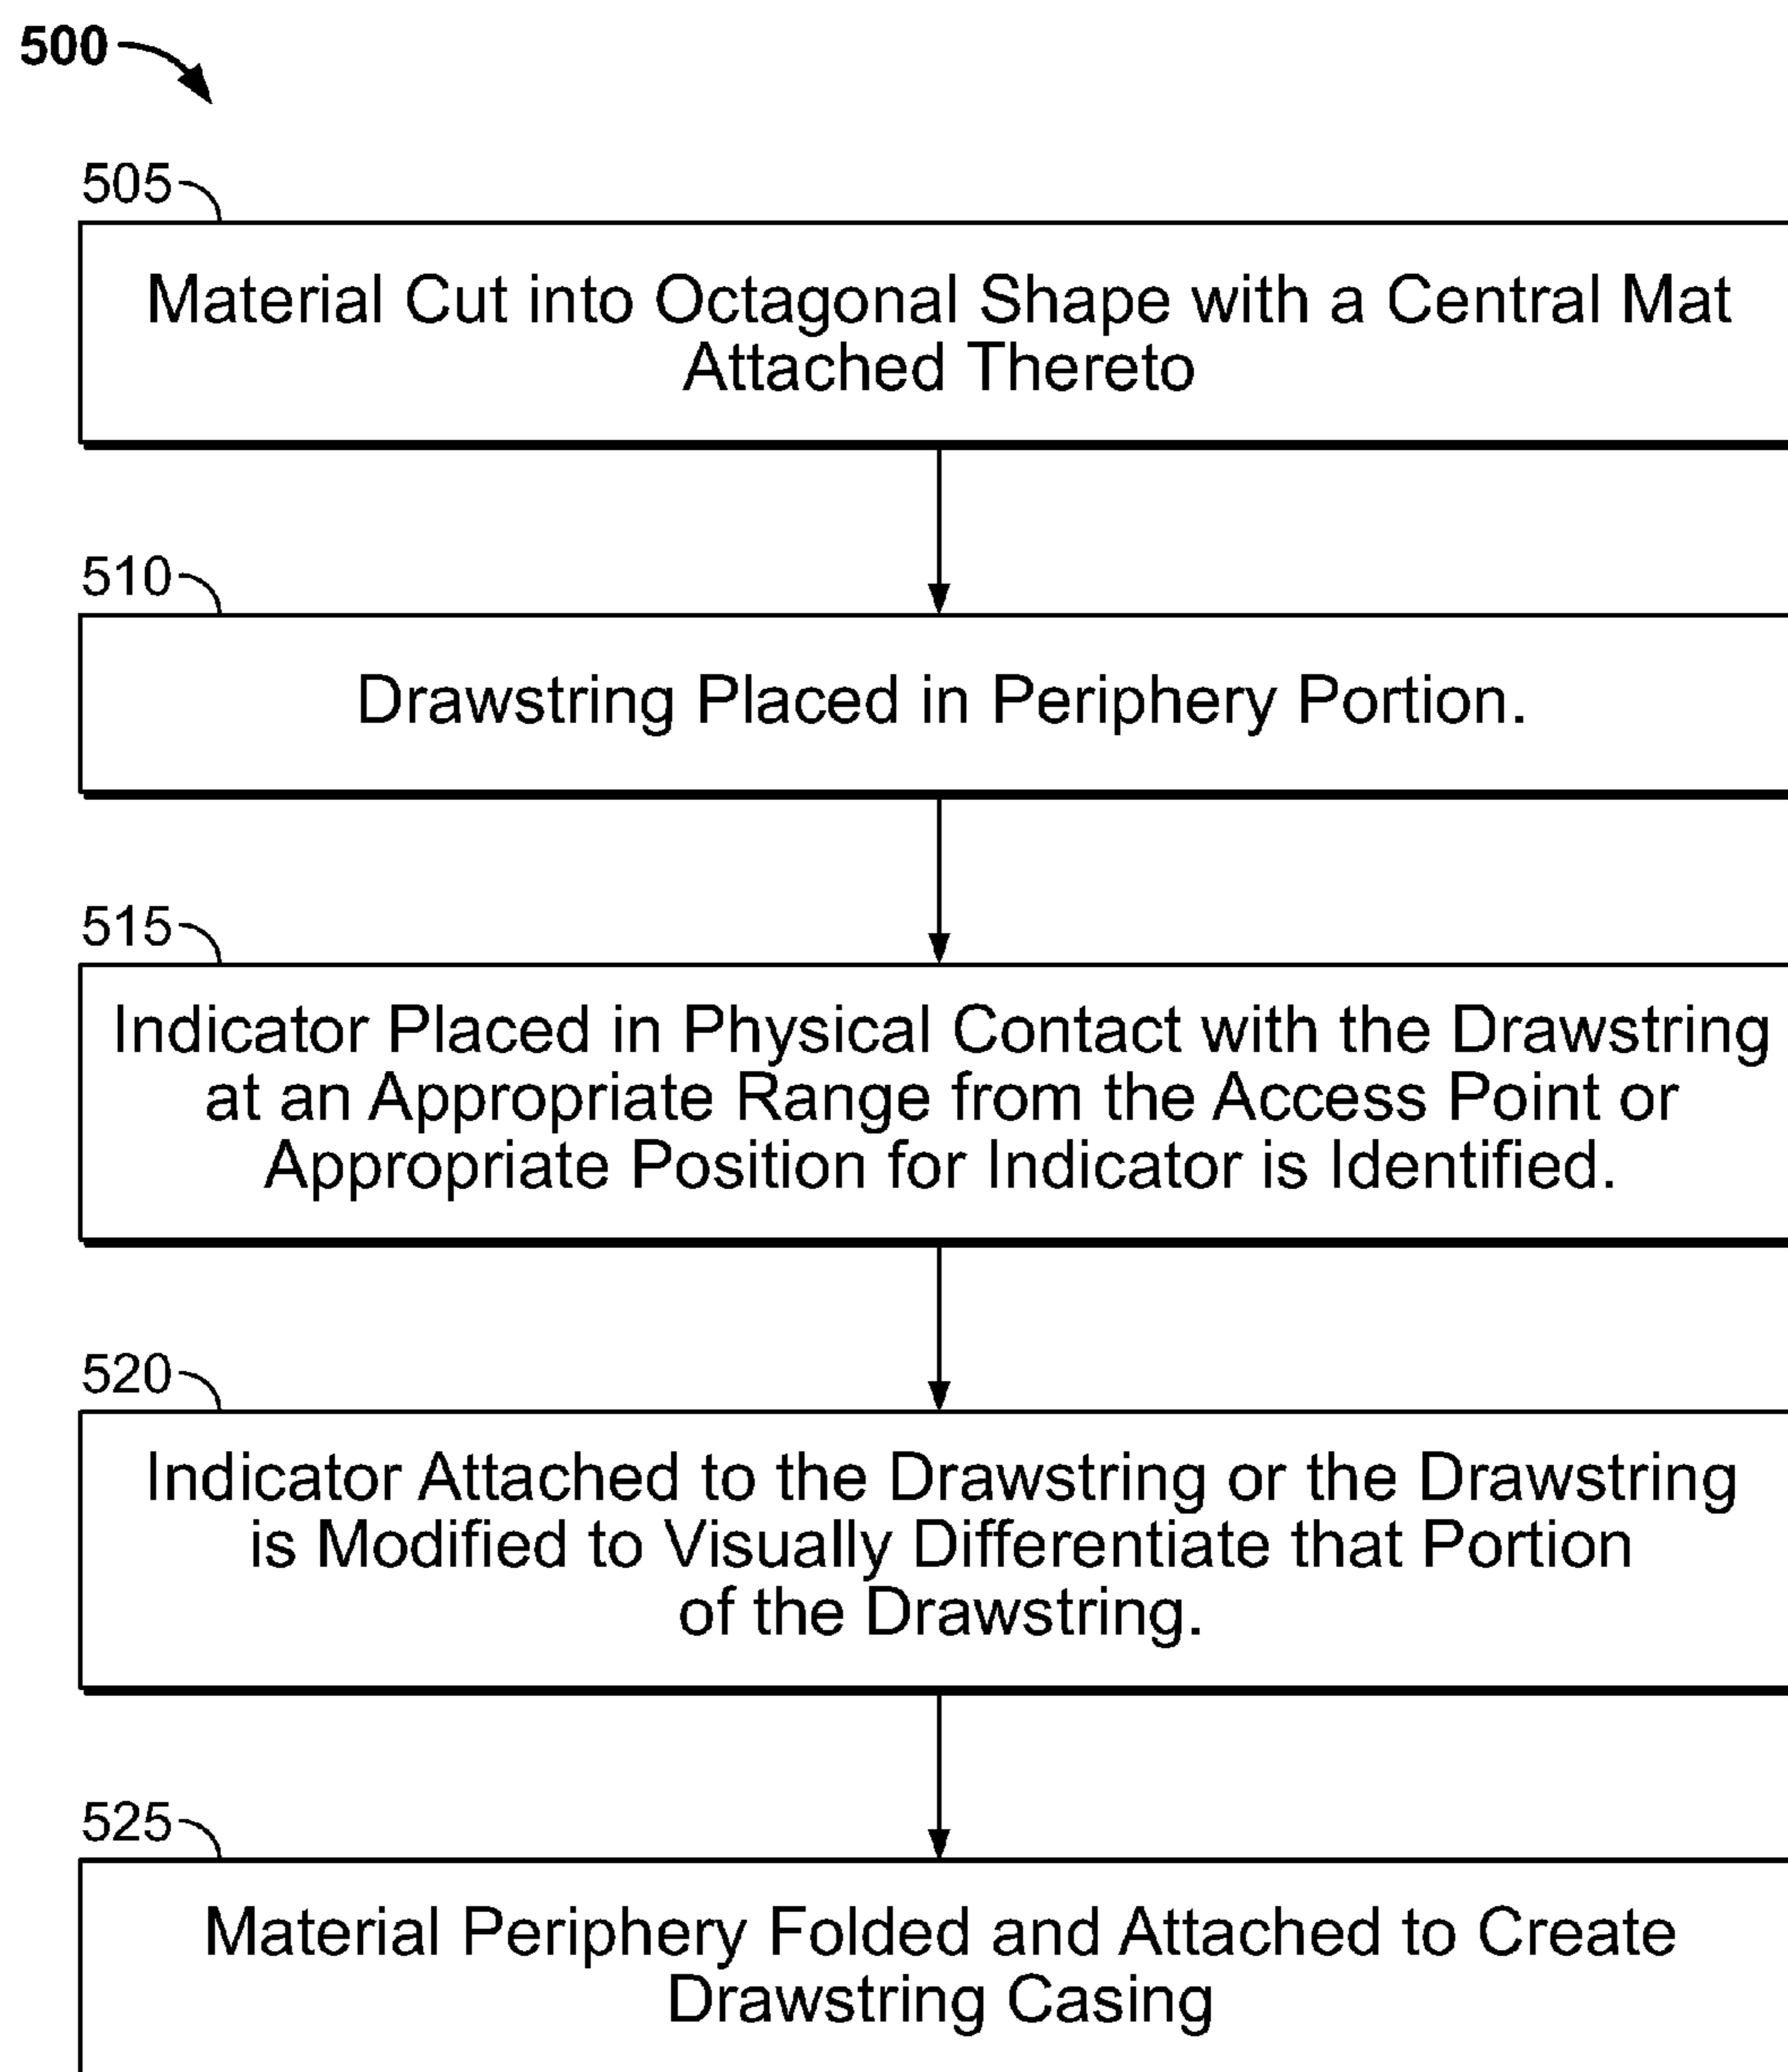 500
505
Material Cut into Octagonal Shape with a Central Mat
Attached Thereto
510
Drawstring Placed in Periphery Portion.
515
Indicator Placed in Physical Contact with the Drawstring
at an Appropriate Range from the Access Point or
Appropriate Position for Indicator is Identified.
520
Indicator Attached to the Drawstring or the Drawstring
is Modified to Visually Differentiate that Portion
of the Drawstring.
525
Material Periphery Folded and Attached to Create
Drawstring Casing